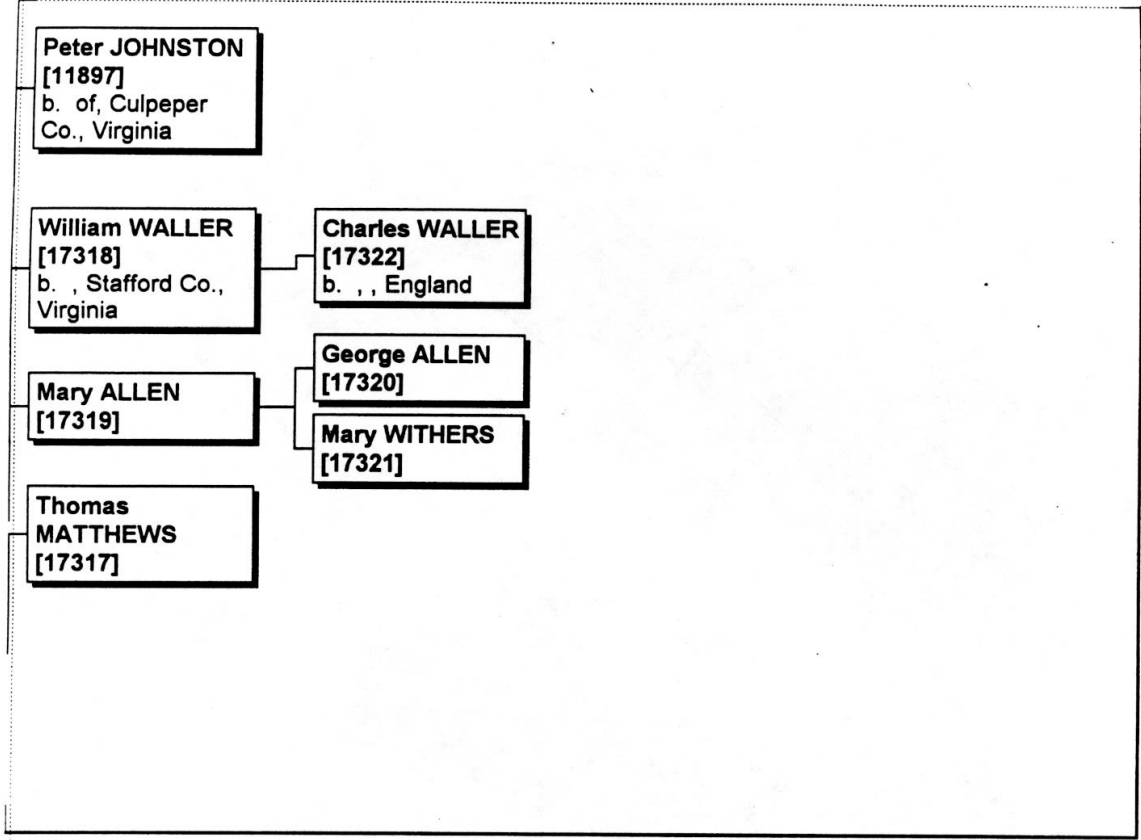 Peter JOHNSTON
[11897]
b. of, Culpeper
Co., Virginia
William WALLER
[17318]
b. , Stafford Co.,
Virginia
Charles WALLER
[17322]
b. , , England
George ALLEN
[17320]
Mary ALLEN
[17319]
Mary WITHERS
[17321]
Thomas
MATTHEWS
[17317]